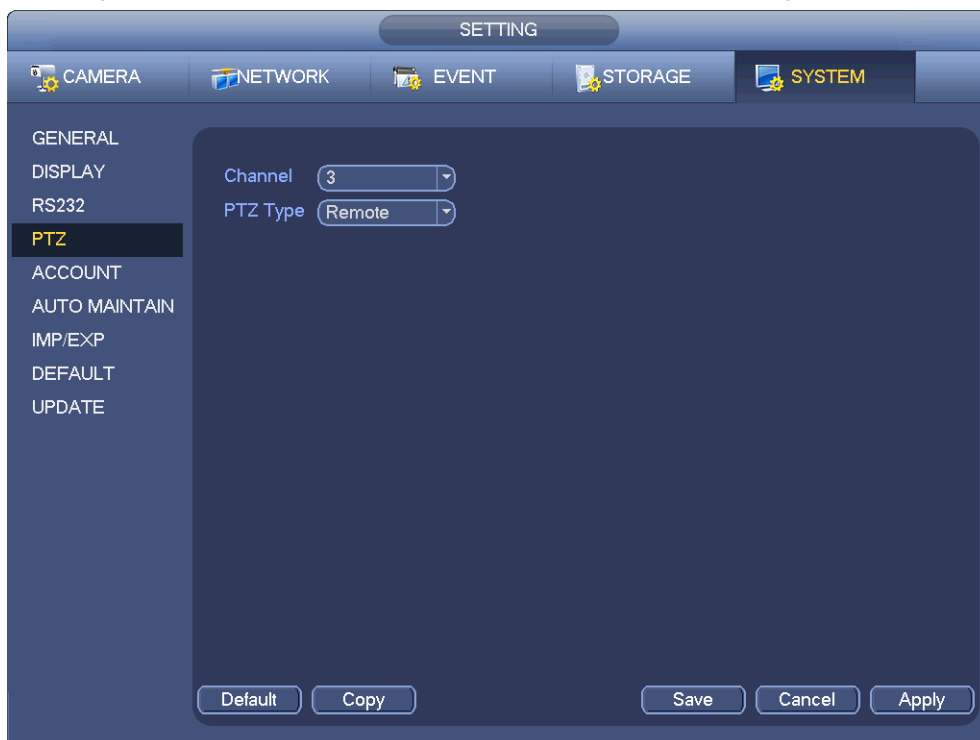 SETTING
CAMERA NETWORK EVENT STORAGE SYSTEM
GENERAL
DISPLAY
RS232
PTZ
ACCOUNT
AUTO MAINTAIN
IMP/EXP
DEFAULT
UPDATE
Channel 3
PTZ Type Remote
Default Copy Save Cancel Apply